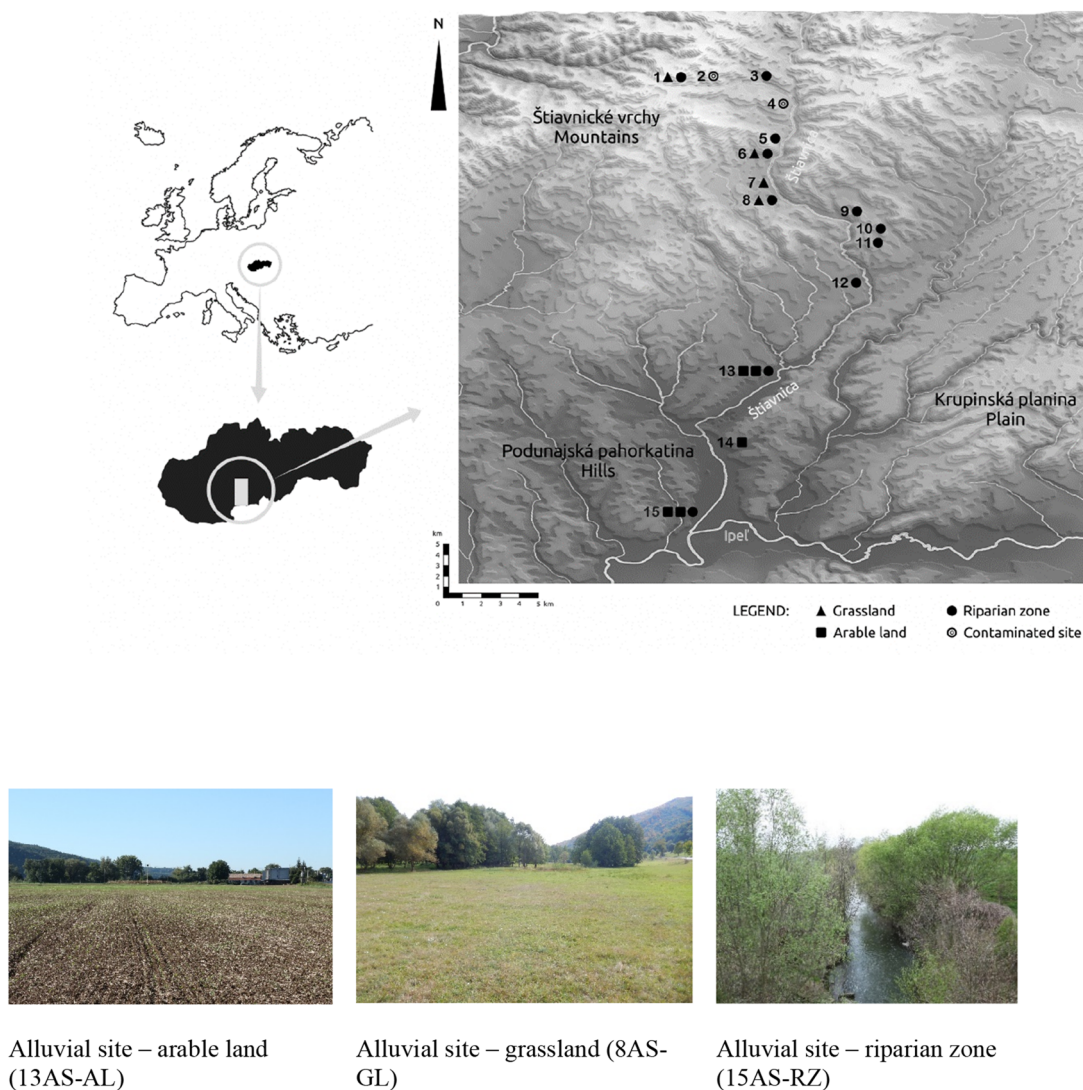 N
1
2
3
4
Štiavnické vrchy
Mountains
5
6
Štiavnica
7
8
9
10
11
12
13
Štiavnica
Krupinská planina
Plain
14
Podunajská pahorkatina
Hills
15
Ipeľ
km
5
4
3
2
1
0 1 2 3 4 5 km
LEGEND: Grassland Riparian zone
Arable land Contaminated site
Alluvial site – arable land
(13AS-AL)
Alluvial site – grassland (8AS-
GL)
Alluvial site – riparian zone
(15AS-RZ)